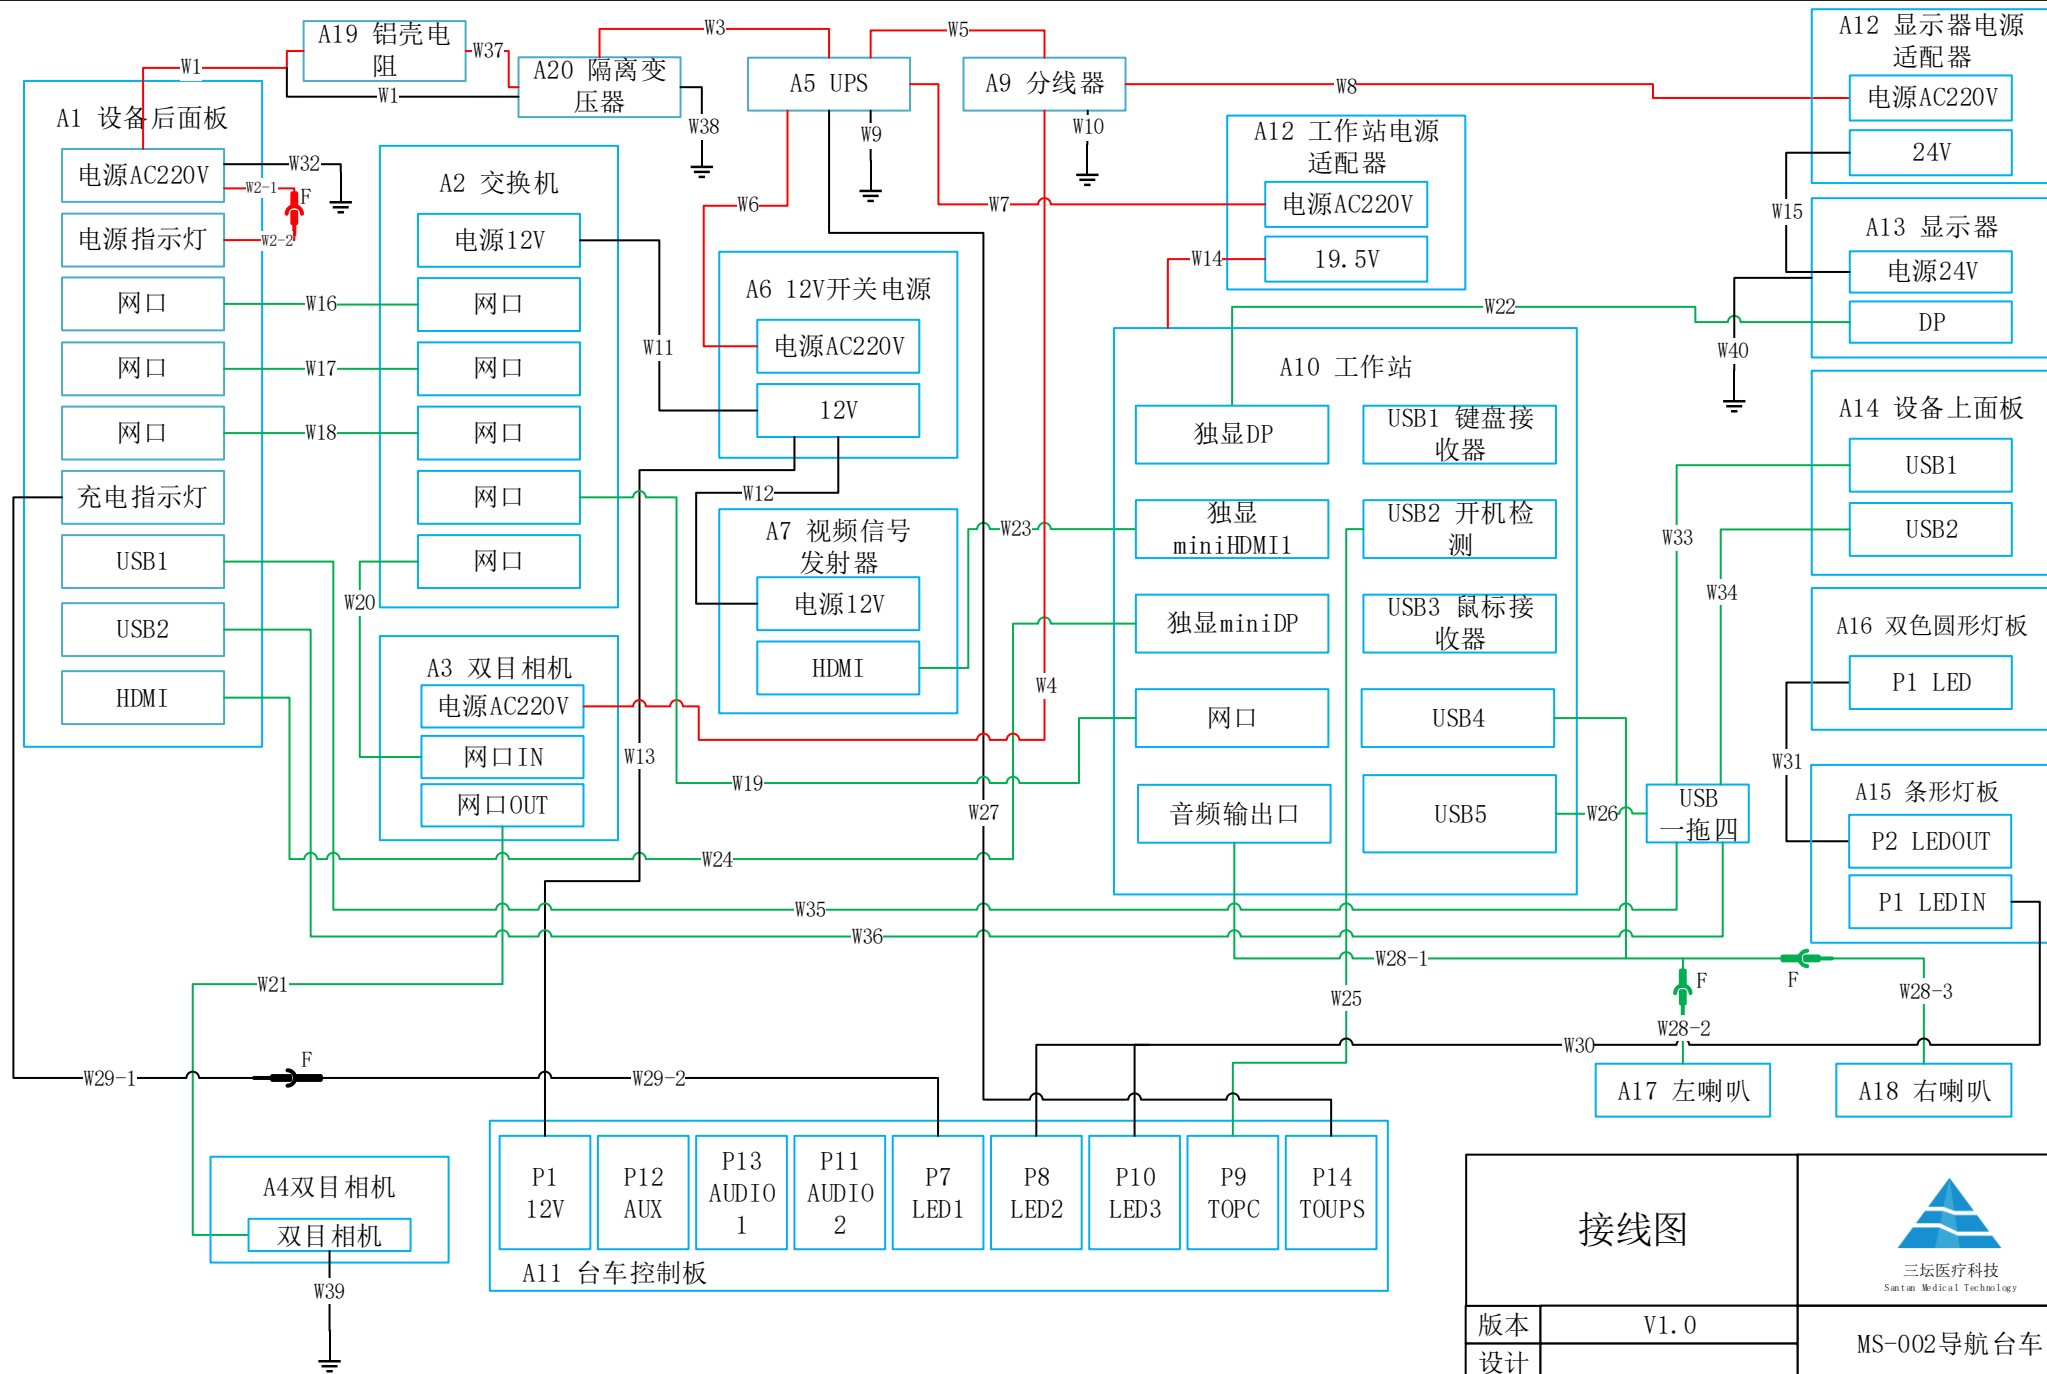 A19 铝壳电
阻
W37
W1
W1
A20 隔离变
压器
W38
W3
A5 UPS
W9
W5
A9 分线器
W10
W8
A12 显示器电源
适配器
电源AC220V
24V
W15
A13 显示器
电源24V
DP
W40
A1 设备后面板
电源AC220V
W32
W2-1
F
W2-2
电源指示灯
网口
W16
网口
W17
网口
W18
充电指示灯
USB1
USB2
HDMI
A2 交换机
电源12V
网口
网口
网口
网口
网口
W11
W20
A3 双目相机
电源AC220V
网口IN
网口OUT
W6
W7
A6 12V开关电源
电源AC220V
12V
W12
W13
A7 视频信号
发射器
电源12V
HDMI
W23
W4
W19
W27
W24
W35
W36
W21
A12 工作站电源
适配器
电源AC220V
19.5V
W14
W22
A10 工作站
独显DP
USB1 键盘接
收器
独显
miniHDMI1
USB2 开机检
测
独显miniDP
USB3 鼠标接
收器
网口
USB4
音频输出口
USB5
W26
USB
一拖四
W33
W34
A14 设备上面板
USB1
USB2
A16 双色圆形灯板
P1 LED
W31
A15 条形灯板
P2 LEDOUT
P1 LEDIN
W28-1
F
F
W28-3
W28-2
W25
W30
A17 左喇叭
A18 右喇叭
W29-1
F
W29-2
A4双目相机
双目相机
W39
P1
12V
P12
AUX
P13
AUDIO
1
P11
AUDIO
2
P7
LED1
P8
LED2
P10
LED3
P9
TOPC
P14
TOUPS
A11 台车控制板
接线图
三坛医疗科技
Santan Medical Technology
版本
V1.0
设计
MS-002导航台车